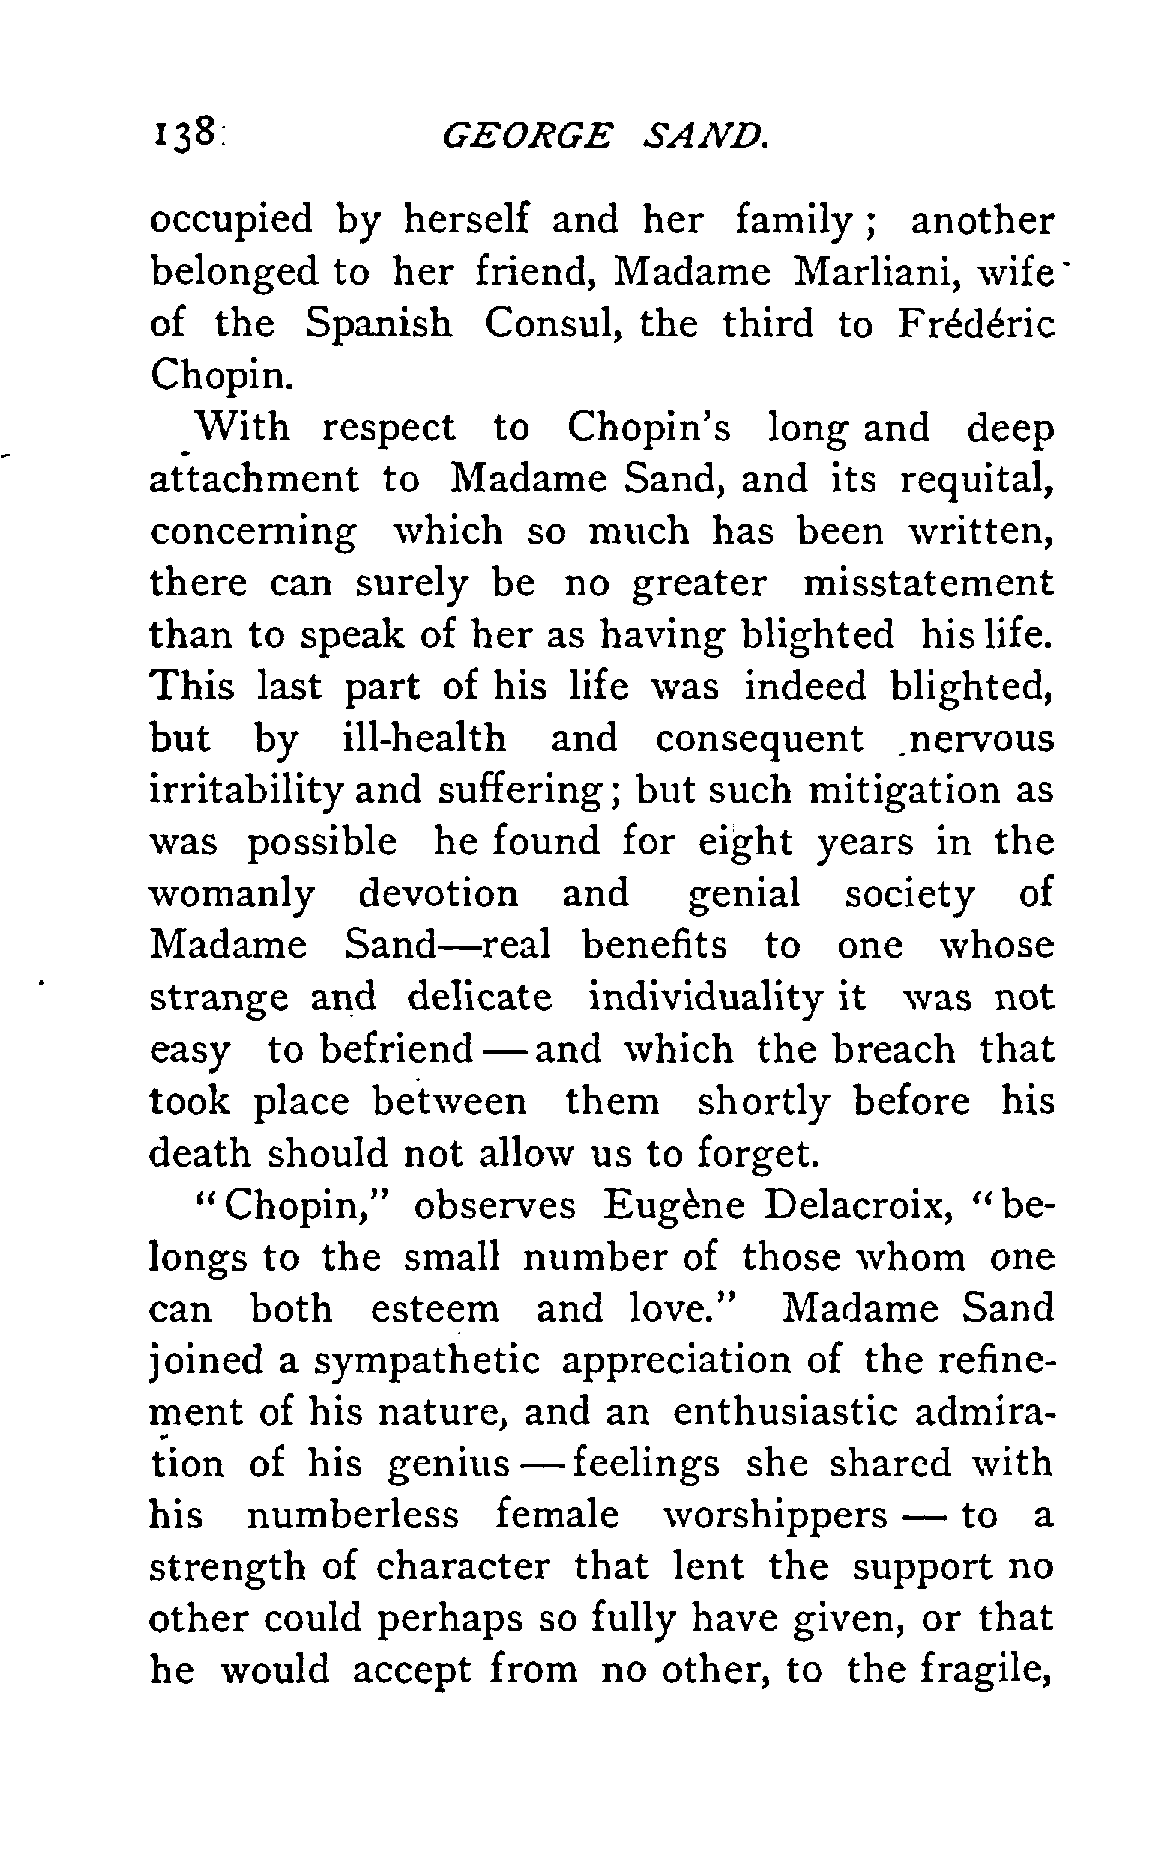 138 GEORGE SAND.
occupied by herself and her family ; another
belonged to her friend, Madame Marliani, wife
of the Spanish Consul, the third to Frédéric
Chopin.
With respect to Chopin's long and deep
attachment to Madame Sand, and its requital,
concerning which so much has been written,
there can surely be no greater misstatement
than to speak of her as having blighted his life.
This last part of his life was indeed blighted,
but by ill-health and consequent nervous
irritability and suffering; but such mitigation as
was possible he found for eight years in the
womanly devotion and genial society of
Madame Sand—real benefits to one whose
strange and delicate individuality it was not
easy to befriend — and which the breach that
took place between them shortly before his
death should not allow us to forget.
"Chopin," observes Eugène Delacroix, "be-
longs to the small number of those whom one
can both esteem and love." Madame Sand
joined a sympathetic appreciation of the refine-
ment of his nature, and an enthusiastic admira-
tion of his genius — feelings she shared with
his numberless female worshippers — to a
strength of character that lent the support no
other could perhaps so fully have given, or that
he would accept from no other, to the fragile,